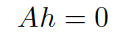 Ah = 0